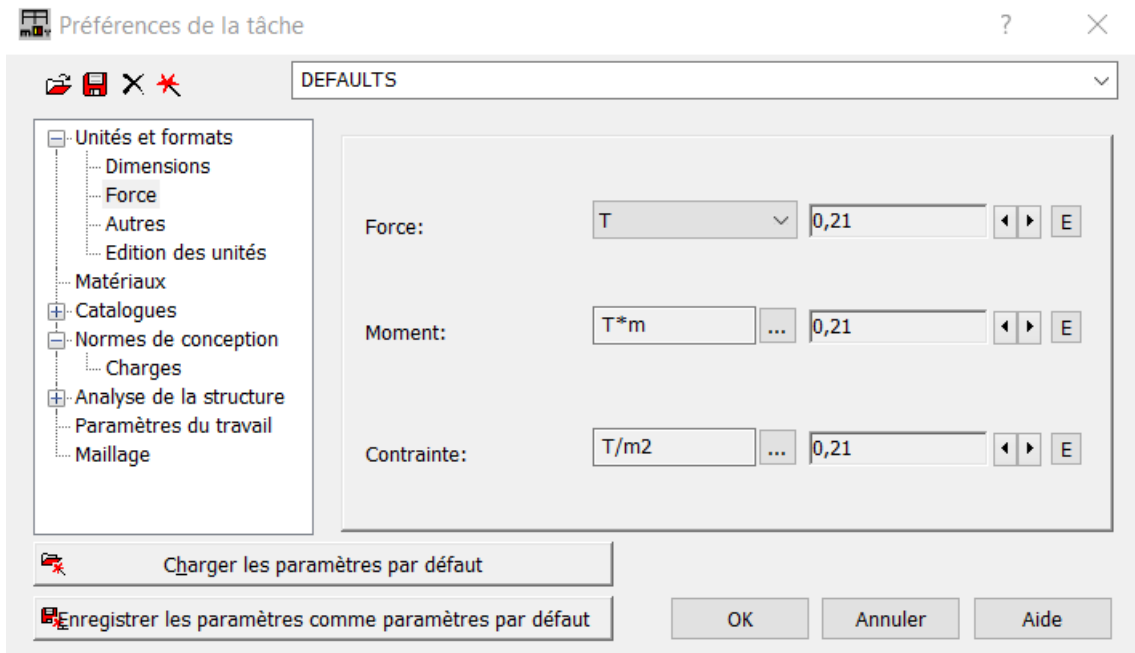 Préférences de la tâche
?
DEFAULTS
Unités et formats
Dimensions
Force
Autres
Edition des unités
Matériaux
Catalogues
Normes de conception
Charges
Analyse de la structure
Paramètres du travail
Maillage
Force: T 0,21 E
Moment: T*m ... 0,21 E
Contrainte: T/m2 ... 0,21 E
Charger les paramètres par défaut
Enregistrer les paramètres comme paramètres par défaut
OK Annuler Aide